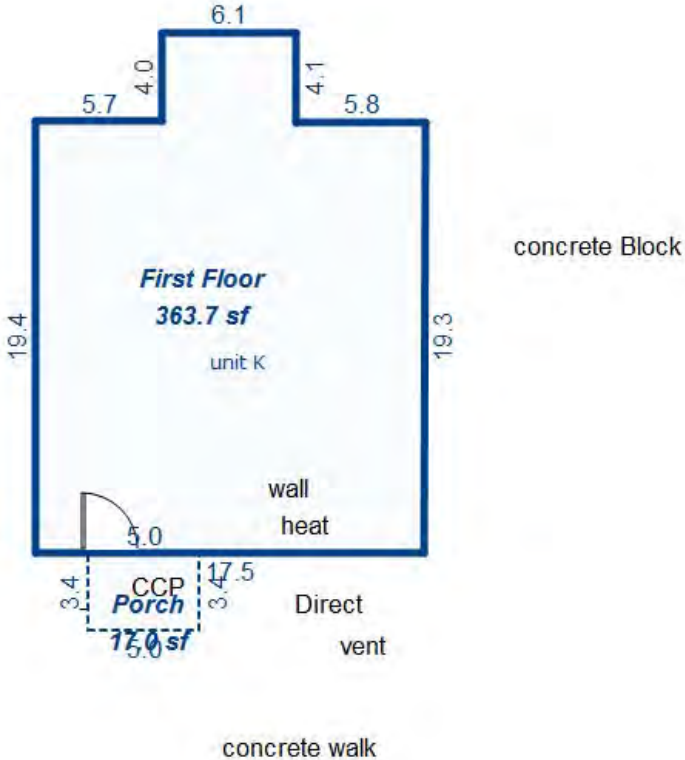 6.1
4.0
4.1
5.7
5.8
concrete Block
First Floor
363.7 sf
19.4
19.3
unit K
wall
heat
5.0
17.5
3.4
CCP
3.4
Porch
Direct
17.0 sf
5.0
vent
concrete walk